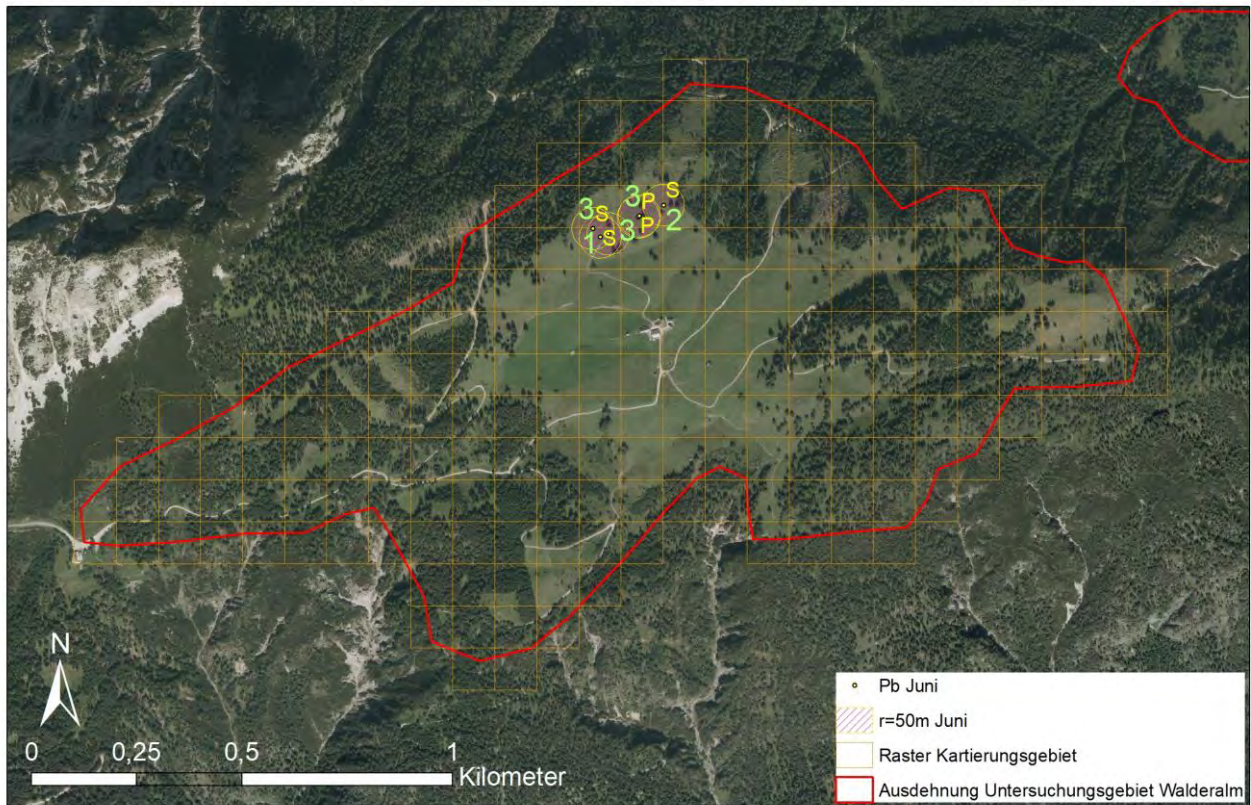 3 S
3 P
S
1 S
3 P
2
N
0 0,25 0,5 1
Kilometer
Pb Juni
r=50m Juni
Raster Kartierungsgebiet
Ausdehnung Untersuchungsgebiet Walderalm